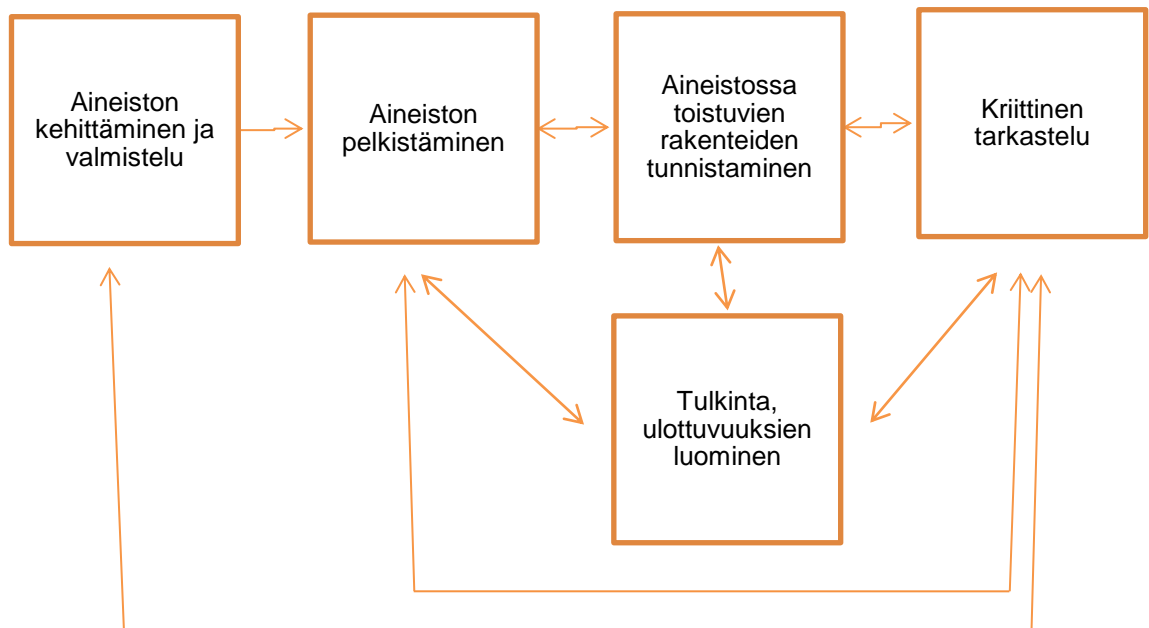 Aineiston
kehittäminen ja
valmistelu
Aineiston
pelkistäminen
Aineistossa
toistuvien
rakenteiden
tunnistaminen
Kriittinen
tarkastelu
Tulkinta,
ulottuvuuksien
luominen